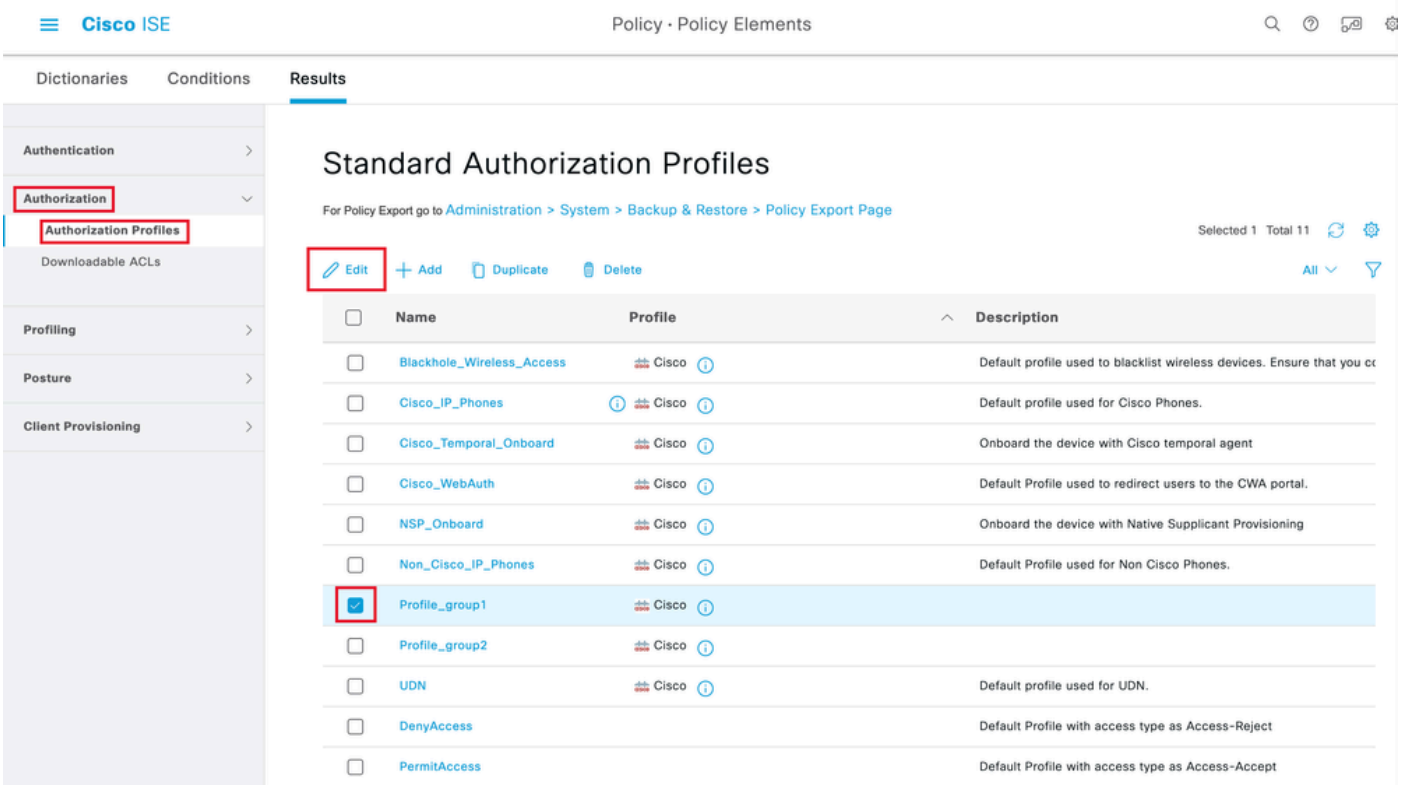 Cisco ISE
Policy · Policy Elements
Dictionaries Conditions Results
Authentication
Authorization
Authorization Profiles
Downloadable ACLs
Profiling
Posture
Client Provisioning
Standard Authorization Profiles
For Policy Export go to Administration > System > Backup & Restore > Policy Export Page
Selected 1 Total 11
Edit Add Duplicate Delete
All
Name Profile Description
Blackhole_Wireless_Access Cisco Default profile used to blacklist wireless devices. Ensure that you co
Cisco_IP_Phones Cisco Default profile used for Cisco Phones.
Cisco_Temporal_Onboard Cisco Onboard the device with Cisco temporal agent
Cisco_WebAuth Cisco Default Profile used to redirect users to the CWA portal.
NSP_Onboard Cisco Onboard the device with Native Supplicant Provisioning
Non_Cisco_IP_Phones Cisco Default Profile used for Non Cisco Phones.
Profile_group1 Cisco
Profile_group2 Cisco
UDN Cisco Default profile used for UDN.
DenyAccess Default Profile with access type as Access-Reject
PermitAccess Default Profile with access type as Access-Accept